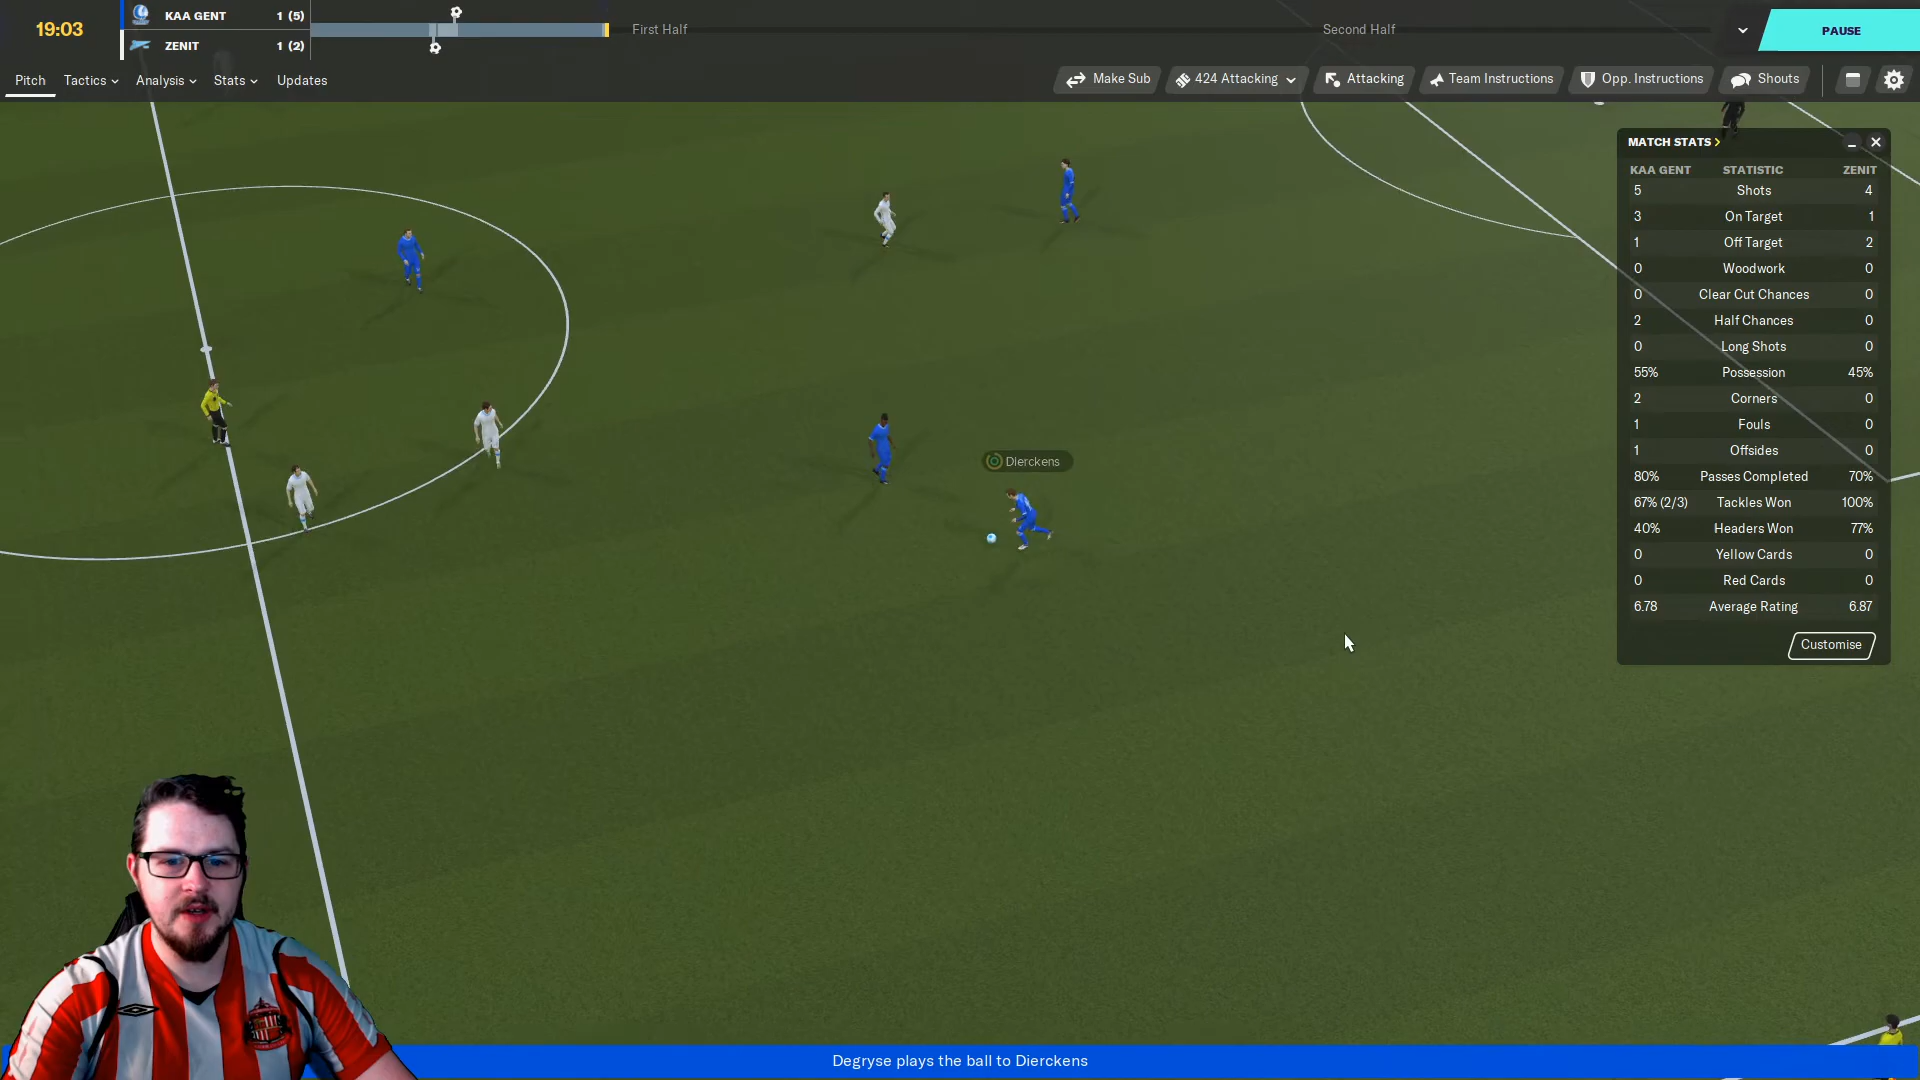 19:03
KAA GENT 1 (5)
ZENIT 1 (2)
First Half
Second Half
PAUSE
Pitch
Tactics
Analysis
Stats
Updates
Make Sub
424 Attacking
Attacking
Team Instructions
Opp. Instructions
Shouts
MATCH STATS
KAA GENT STATISTIC ZENIT
5 Shots 4
3 On Target 1
1 Off Target 2
0 Woodwork 0
0 Clear Cut Chances 0
2 Half Chances 0
0 Long Shots 0
55% Possession 45%
2 Corners 0
1 Fouls 0
1 Offsides 0
80% Passes Completed 70%
67% (2/3) Tackles Won 100%
40% Headers Won 77%
0 Yellow Cards 0
0 Red Cards 0
6.78 Average Rating 6.87
Customise
Dierckens
Degryse plays the ball to Dierckens